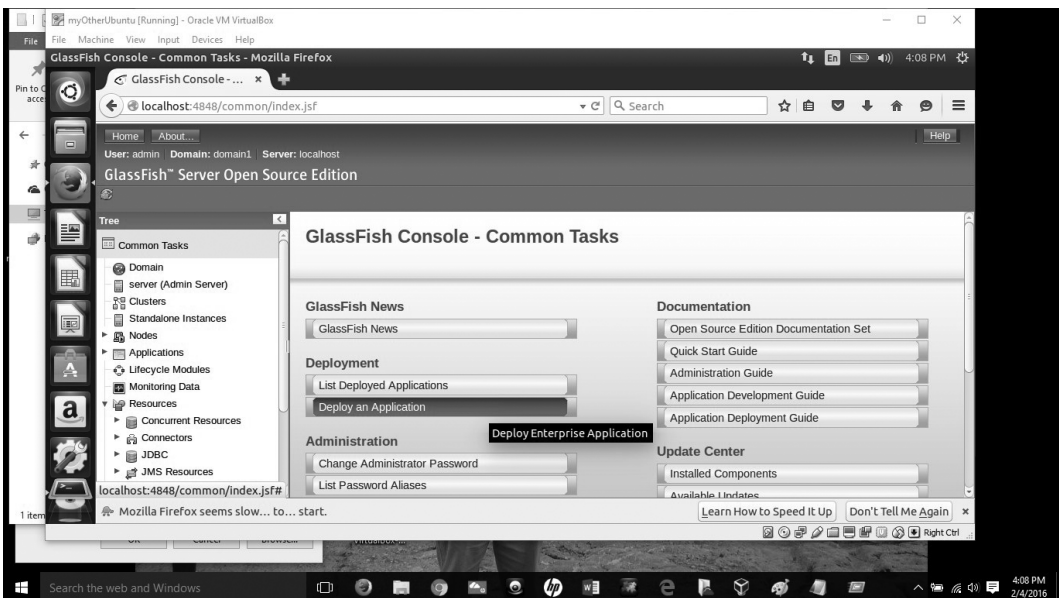 myOtherUbuntu [Running] - Oracle VM VirtualBox
File
File Machine View Input Devices Help
GlassFish Console - Common Tasks - Mozilla Firefox
En
4:08 PM
Pin to
acce
GlassFish Console - ... ×
localhost:4848/common/index.jsf
Search
Home About...
Help
User: admin Domain: domain1 Server: localhost
GlassFish™ Server Open Source Edition
Tree
Common Tasks
Domain
server (Admin Server)
Clusters
Standalone Instances
Nodes
Applications
Lifecycle Modules
Monitoring Data
Resources
Concurrent Resources
Connectors
JDBC
JMS Resources
localhost:4848/common/index.jsf#
GlassFish Console - Common Tasks
GlassFish News
GlassFish News
Deployment
List Deployed Applications
Deploy an Application
Deploy Enterprise Application
Administration
Change Administrator Password
List Password Aliases
Documentation
Open Source Edition Documentation Set
Quick Start Guide
Administration Guide
Application Development Guide
Application Deployment Guide
Update Center
Installed Components
Available Updates
1 item
Mozilla Firefox seems slow... to... start.
Learn How to Speed It Up
Don't Tell Me Again ×
Right Ctrl
Search the web and Windows
4:08 PM
2/4/2016